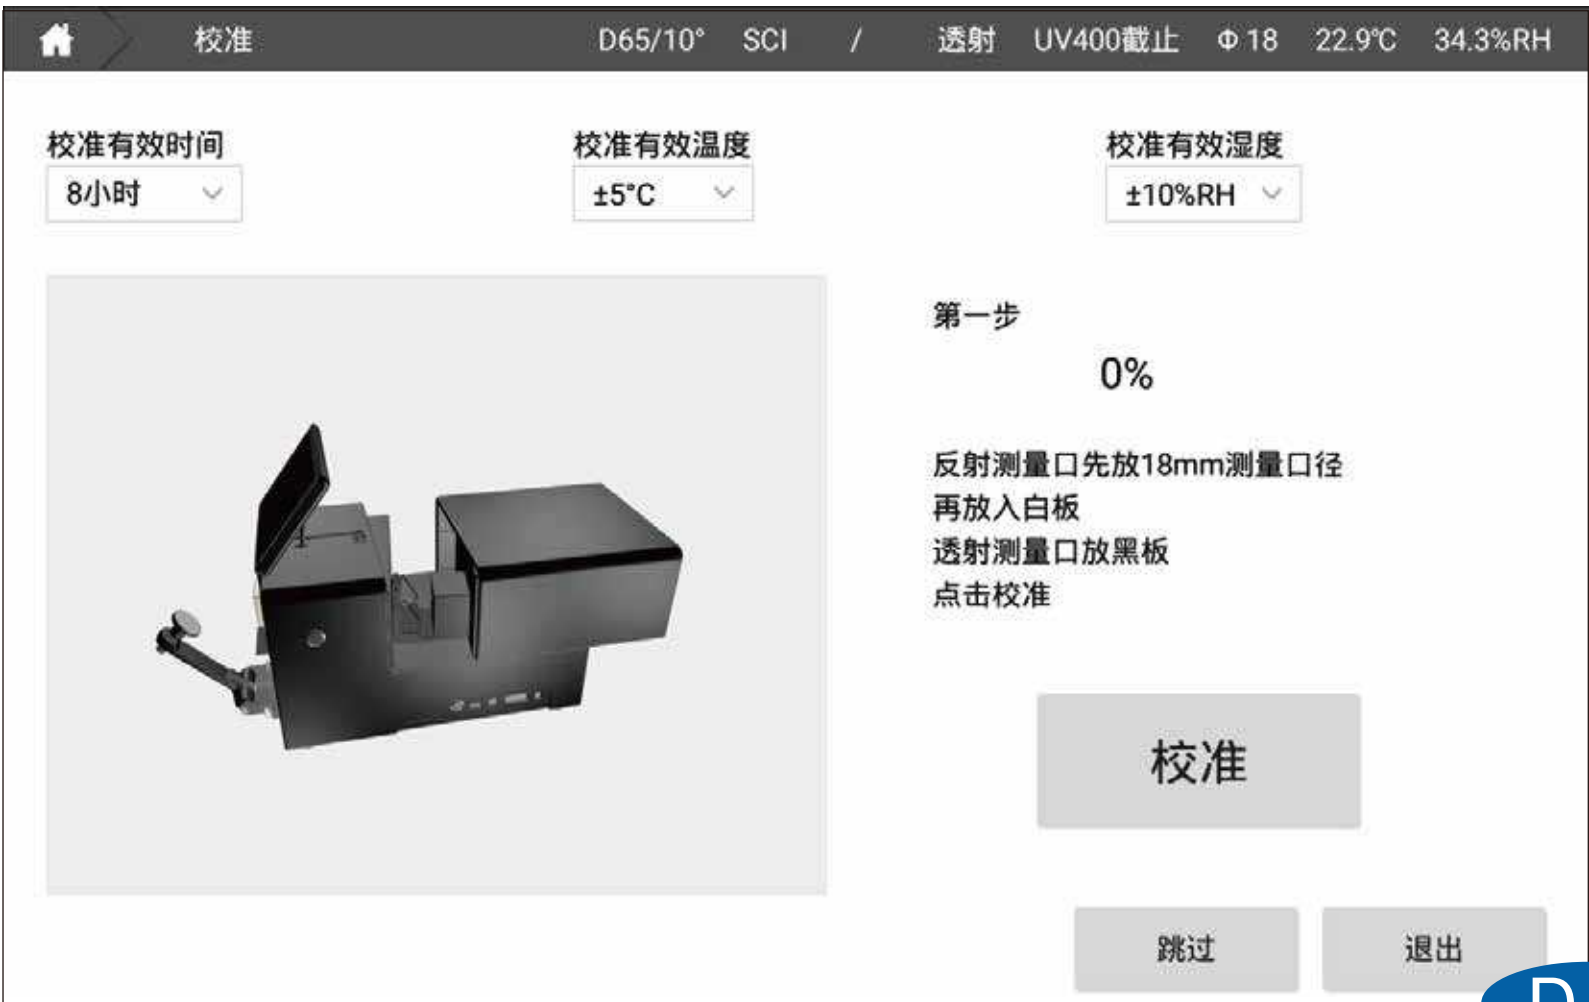 校准 D65/10° SCI / 透射 UV400截止 Φ 18 22.9℃ 34.3%RH
校准有效时间 校准有效温度 校准有效湿度
8小时 ±5°C ±10%RH
第一步
0%
反射测量口先放18mm测量口径
再放入白板
透射测量口放黑板
点击校准
校准
跳过 退出